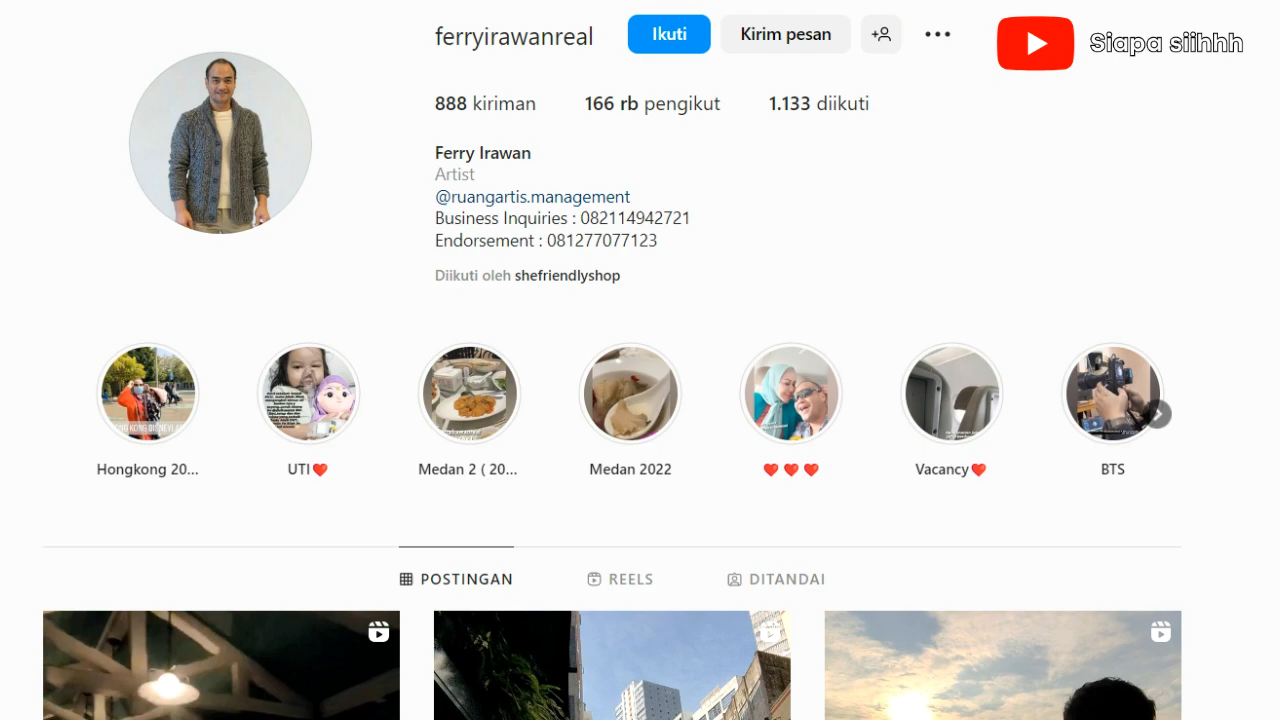 ferryirawanreal
Ikuti
Kirim pesan
Siapa siihhh
888 kiriman
166 rb pengikut
1.133 diikuti
Ferry Irawan
Artist
@ruangartis.management
Business Inquiries : 082114942721
Endorsement : 081277077123
Diikuti oleh shefriendlyshop
Hongkong 20...
UTI❤️
Medan 2 ( 20...
Medan 2022
❤️ ❤️ ❤️
Vacancy❤️
BTS
POSTINGAN
REELS
DITANDAI